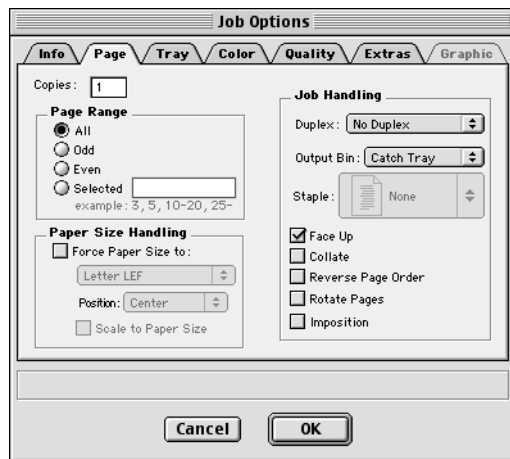 Job Options
Info Page Tray Color Quality Extras Graphic
Copies: 1
Page Range
All
Odd
Even
Selected
example: 3, 5, 10-20, 25-
Paper Size Handling
Force Paper Size to:
Letter LEF
Position: Center
Scale to Paper Size
Job Handling
Duplex: No Duplex
Output Bin: Catch Tray
Staple: None
Face Up
Collate
Reverse Page Order
Rotate Pages
Imposition
Cancel OK